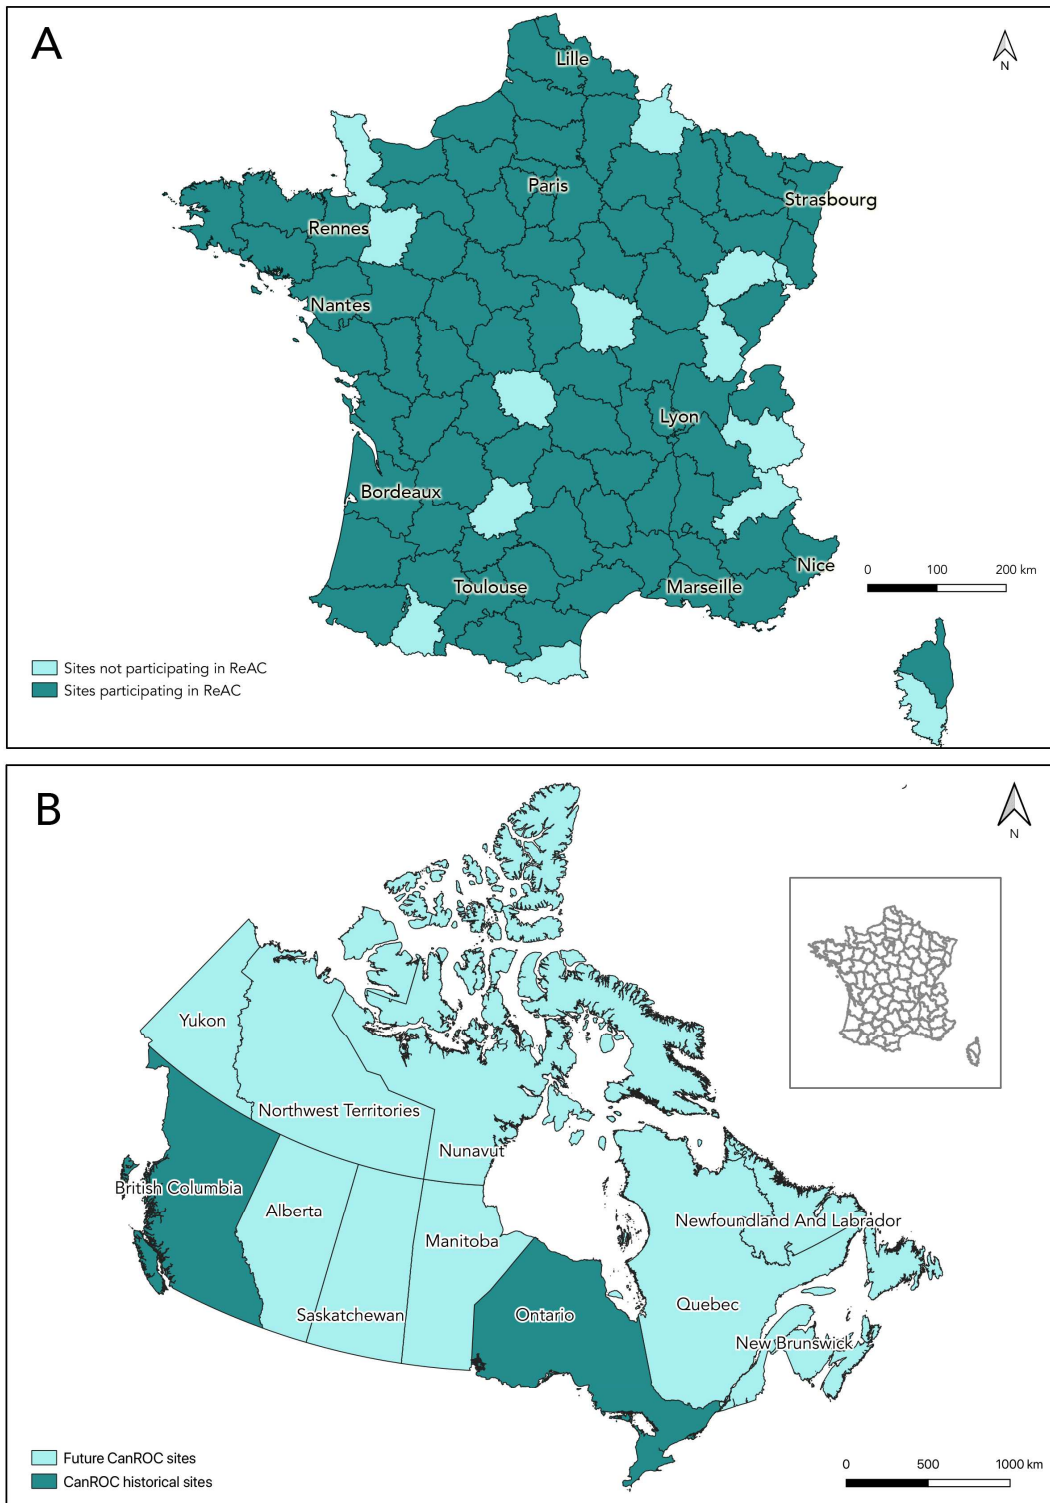 A
N
Lille
Paris
Strasbourg
Rennes
Nantes
Lyon
Bordeaux
Nice
Toulouse
Marseille
0 100 200 km
Sites not participating in ReAC
Sites participating in ReAC
B
N
Yukon
Northwest Territories
Nunavut
British Columbia
Alberta
Newfoundland And Labrador
Manitoba
Quebec
Saskatchewan
Ontario
New Brunswick
Future CanROC sites
CanROC historical sites
0 500 1000 km